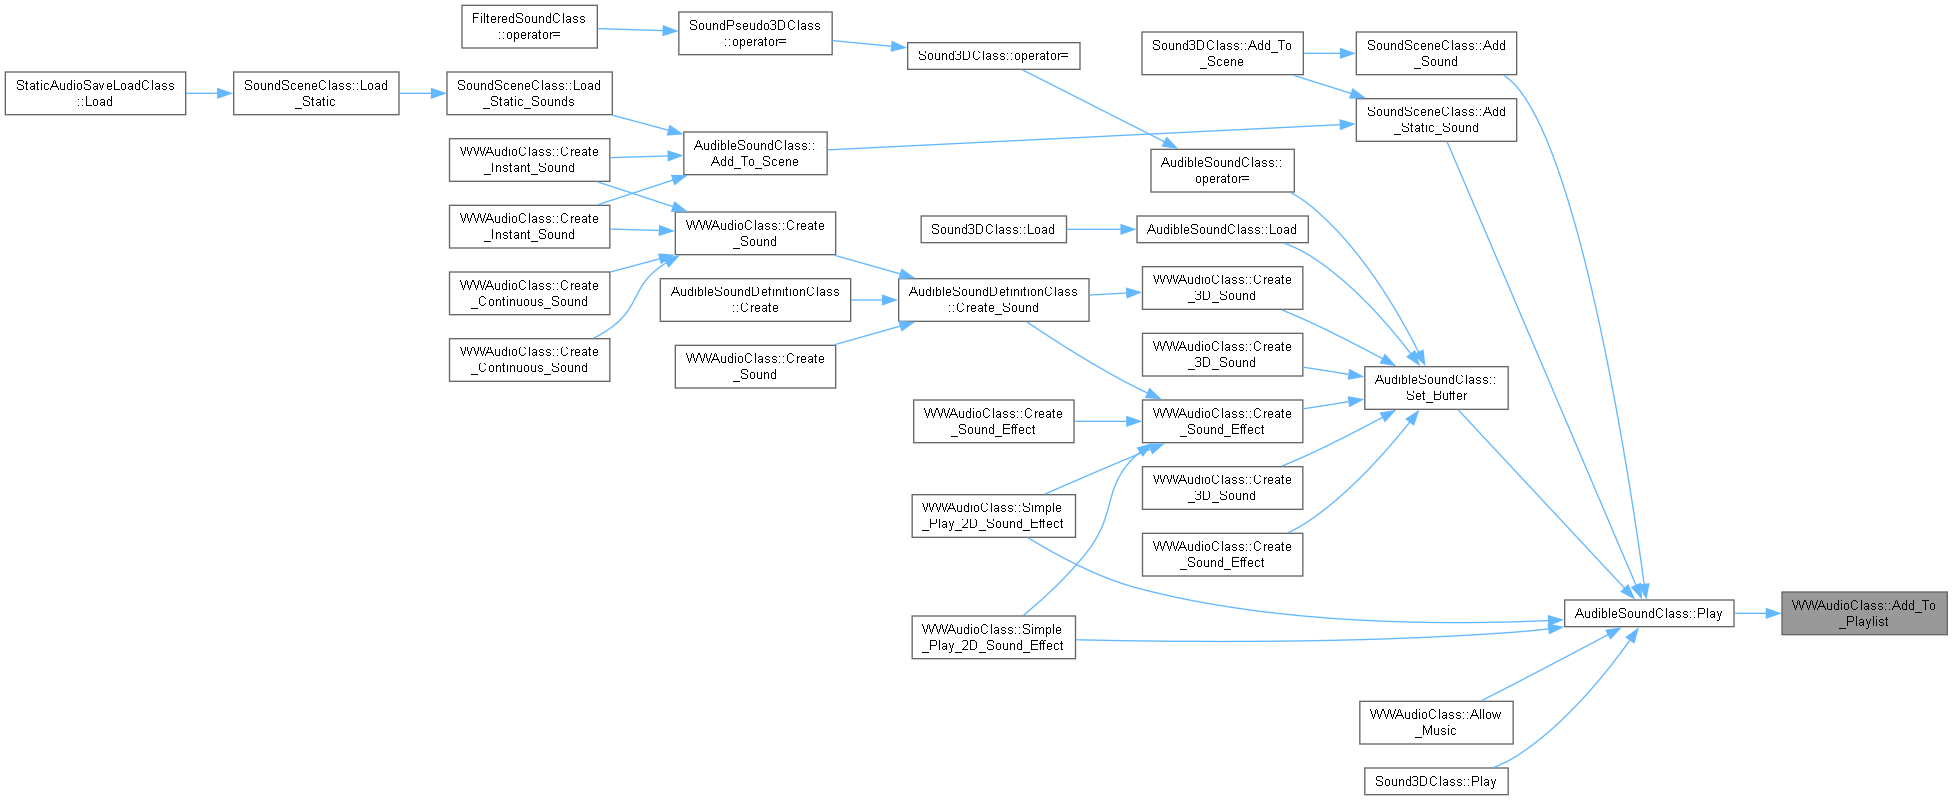 FilteredSoundClass
::operator=
SoundPseudo3DClass
::operator=
Sound3DClass::operator=
Sound3DClass::Add_To
_Scene
SoundSceneClass::Add
_Sound
StaticAudioSaveLoadClass
::Load
SoundSceneClass::Load
_Static
SoundSceneClass::Load
_Static_Sounds
SoundSceneClass::Add
_Static_Sound
AudibleSoundClass::
Add_To_Scene
WWAudioClass::Create
_Instant_Sound
AudibleSoundClass::
operator=
WWAudioClass::Create
_Instant_Sound
WWAudioClass::Create
_Sound
Sound3DClass::Load
AudibleSoundClass::Load
WWAudioClass::Create
_Continuous_Sound
AudibleSoundDefinitionClass
::Create
AudibleSoundDefinitionClass
::Create_Sound
WWAudioClass::Create
_3D_Sound
WWAudioClass::Create
_Continuous_Sound
WWAudioClass::Create
_Sound
WWAudioClass::Create
_3D_Sound
AudibleSoundClass::
Set_Buffer
WWAudioClass::Create
_Sound_Effect
WWAudioClass::Create
_Sound_Effect
WWAudioClass::Create
_3D_Sound
WWAudioClass::Simple
_Play_2D_Sound_Effect
WWAudioClass::Create
_Sound_Effect
WWAudioClass::Simple
_Play_2D_Sound_Effect
AudibleSoundClass::Play
WWAudioClass::Add_To
_Playlist
WWAudioClass::Allow
_Music
Sound3DClass::Play